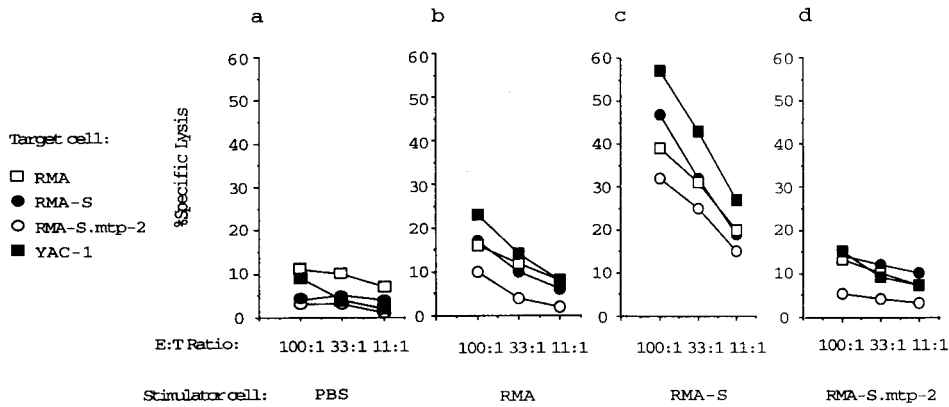 a b c d
60 60 60 60
50 50 50 50
40 40 40 40
30 30 30 30
20 20 20 20
10 10 10 10
0 0 0 0
%Specific Lysis
Target cell:
RMA
RMA-S
RMA-S.mtp-2
YAC-1
E:T Ratio: 100:1 33:1 11:1 100:1 33:1 11:1 100:1 33:1 11:1 100:1 33:1 11:1
Stimulator cell: PBS RMA RMA-S RMA-S.mtp-2